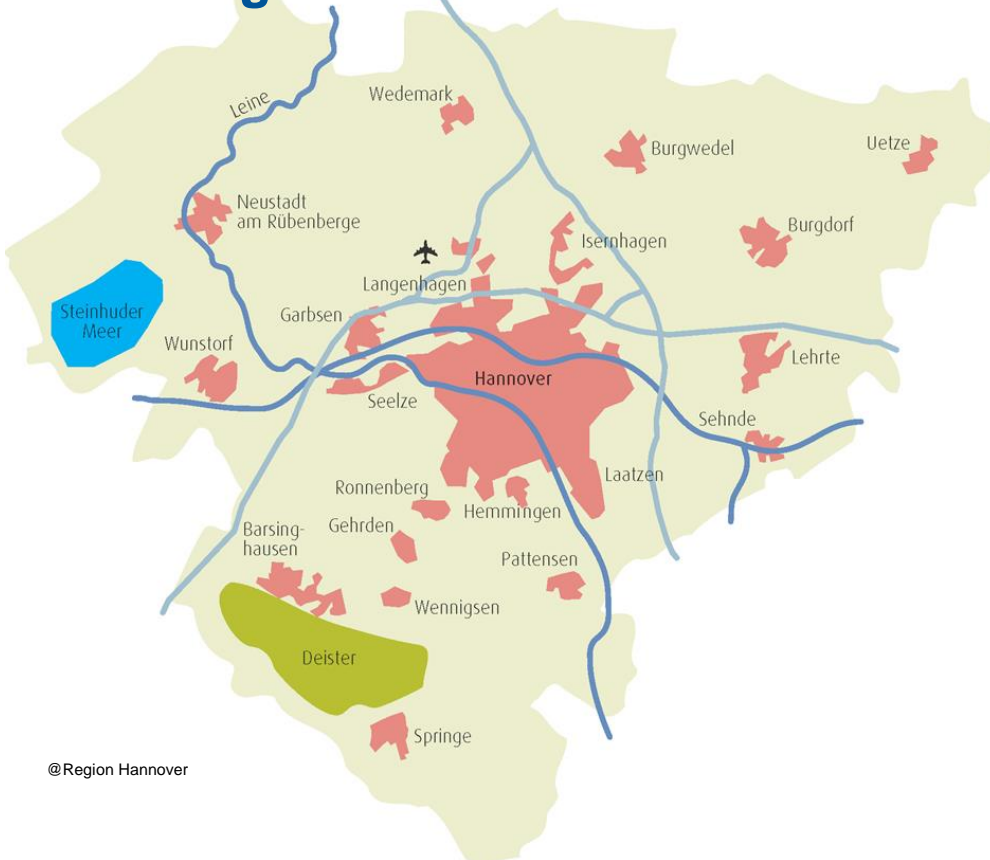 Wedemark
Leine
Burgwedel
Uetze
Neustadt
am Rübenberge
Burgdorf
Isernhagen
Langenhagen
Steinhuder
Meer
Garbsen
Wunstorf
Lehrte
Hannover
Seelze
Sehnde
Laatzen
Ronnenberg
Hemmingen
Gehrden
Barsing-
hausen
Pattensen
Wennigsen
Deister
Springe
@Region Hannover